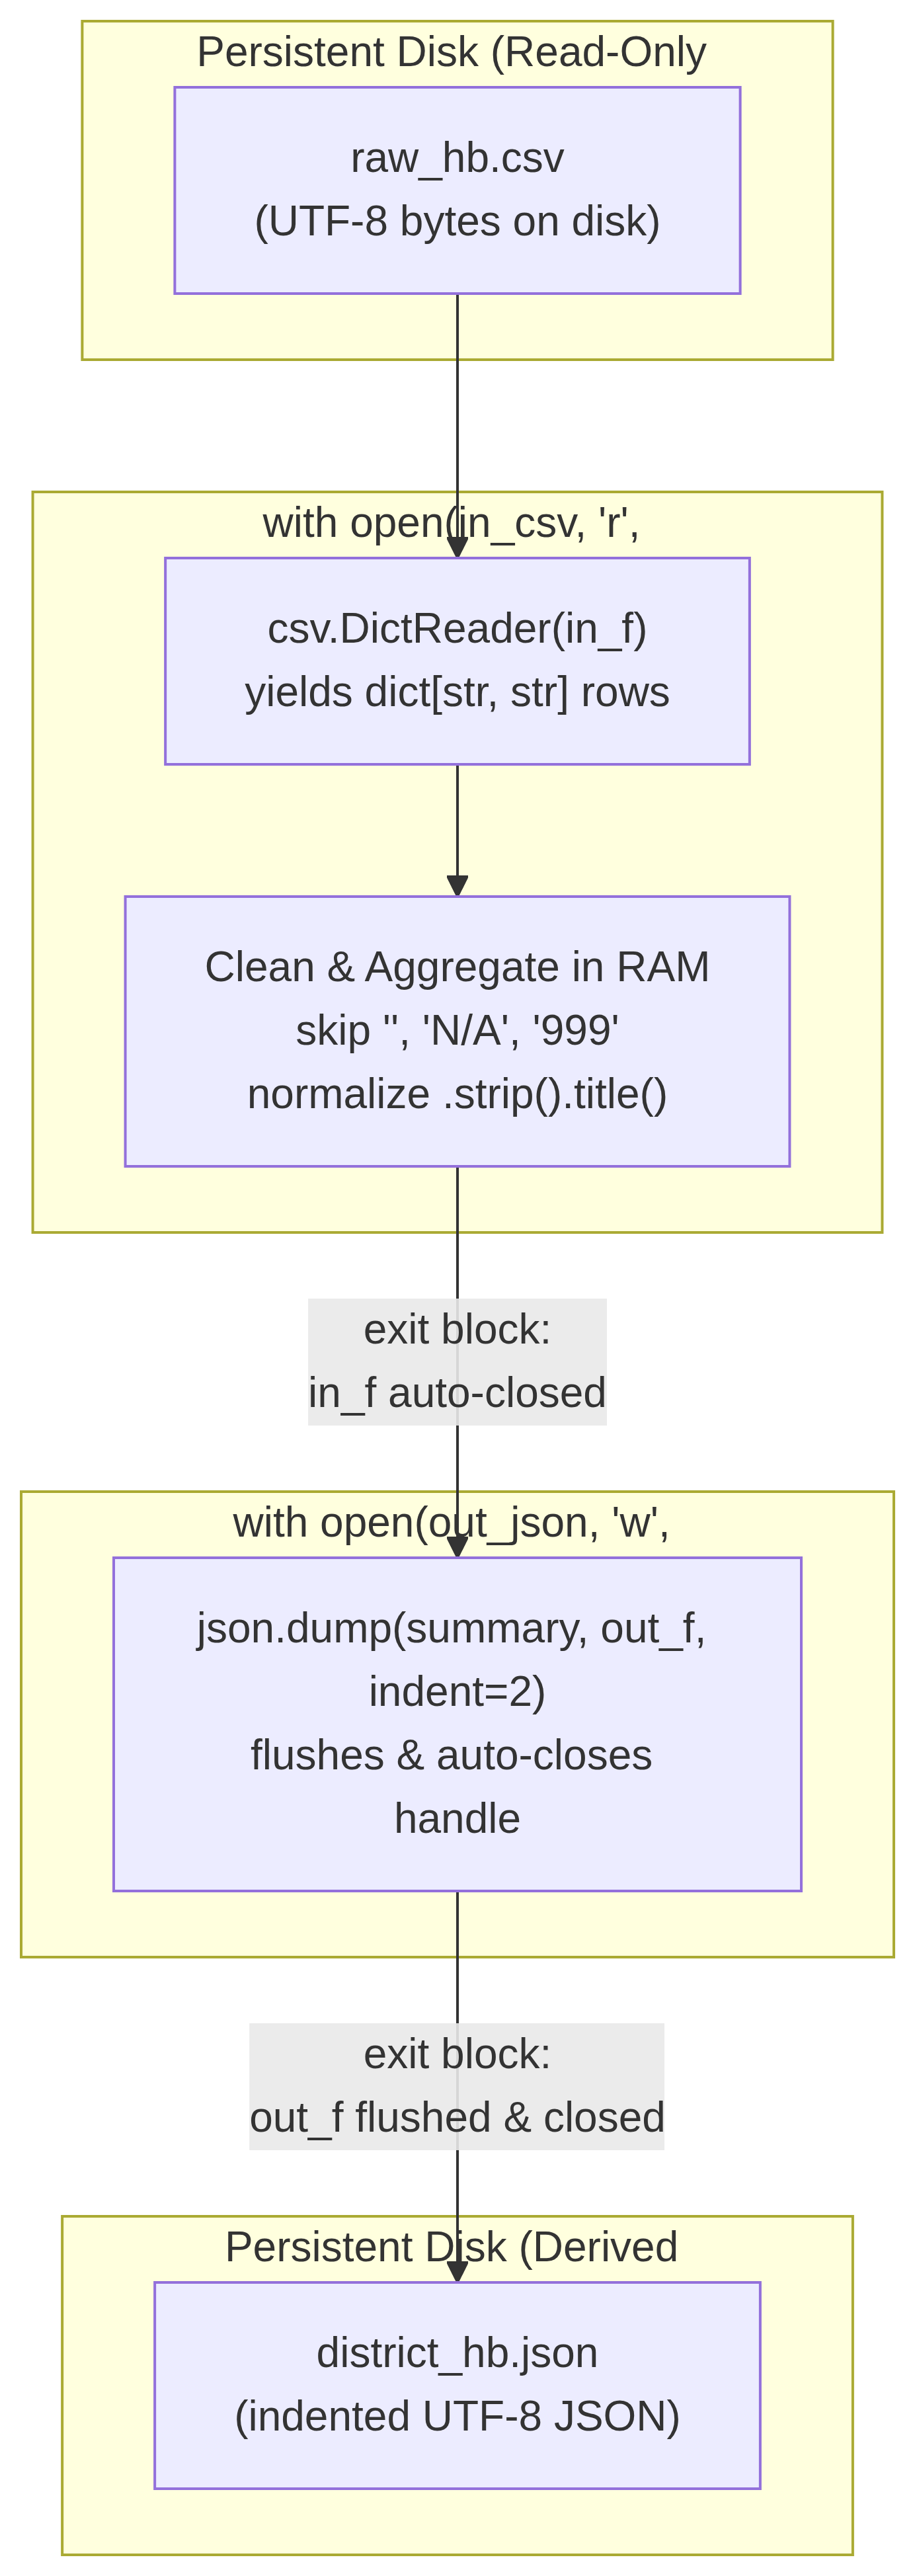 Persistent Disk (Read-Only
raw_hb.csv
(UTF-8 bytes on disk)
with open(in_csv, 'r',
csv.DictReader(in_f)
yields dict[str, str] rows
Clean & Aggregate in RAM
skip '', 'N/A', '999'
normalize .strip().title()
exit block:
in_f auto-closed
with open(out_json, 'w',
json.dump(summary, out_f,
indent=2)
flushes & auto-closes
handle
exit block:
out_f flushed & closed
Persistent Disk (Derived
district_hb.json
(indented UTF-8 JSON)